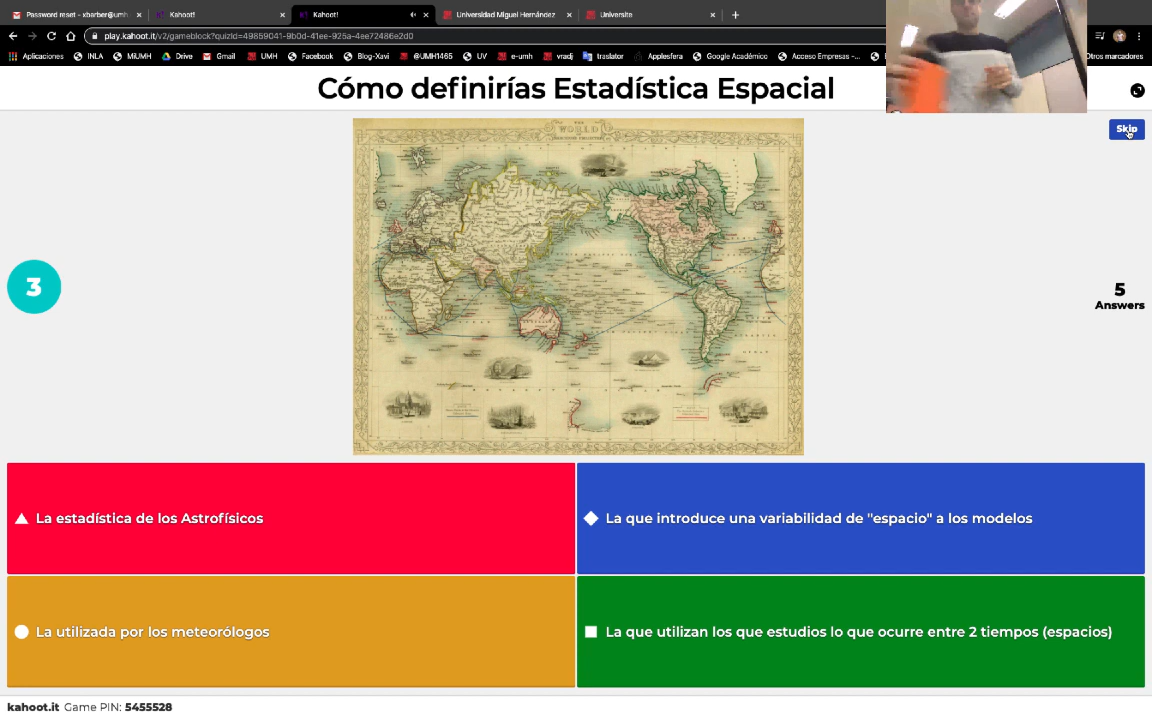 Password reset - xbarber@umh
Kahoot!
Kahoot!
Universidad Miguel Hernández
Universite
play.kahoot.it/v2/gameblock?quizId=49859041-9b0d-41ee-925a-4ee72486e2d0
Aplicaciones INLA MiUMH Drive Gmail UMH Facebook Blog-Xavi @UMH1465 UV e-umh vradj traslator Applesfera Google Académico Acceso Empresas -... Otros marcadores
Cómo definirías Estadística Espacial
Skip
WORLD
3
5
Answers
La estadística de los Astrofísicos
La que introduce una variabilidad de "espacio" a los modelos
La utilizada por los meteorólogos
La que utilizan los que estudios lo que ocurre entre 2 tiempos (espacios)
kahoot.it Game PIN: 5455528